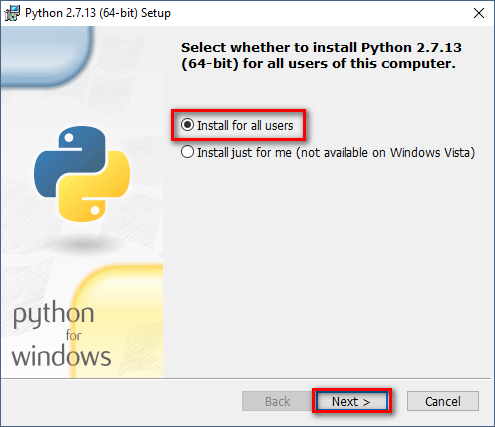 Python 2.7.13 (64-bit) Setup
Select whether to install Python 2.7.13
(64-bit) for all users of this computer.
Install for all users
Install just for me (not available on Windows Vista)
python
for
windows
Back
Next >
Cancel